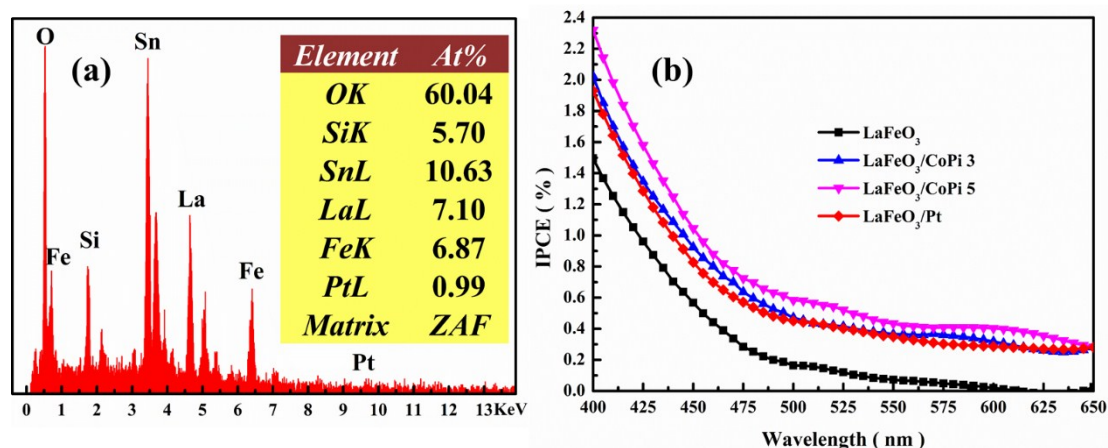 (a)
O
Sn
Fe
Si
La
Fe
Pt
Element At%
OK 60.04
SiK 5.70
SnL 10.63
LaL 7.10
FeK 6.87
PtL 0.99
Matrix ZAF
0 1 2 3 4 5 6 7 8 9 10 11 12 13KeV
(b)
IPCE ( % )
2.4
2.2
2.0
1.8
1.6
1.4
1.2
1.0
0.8
0.6
0.4
0.2
0.0
LaFeO₃
LaFeO₃/CoPi 3
LaFeO₃/CoPi 5
LaFeO₃/Pt
400 425 450 475 500 525 550 575 600 625 650
Wavelength ( nm )